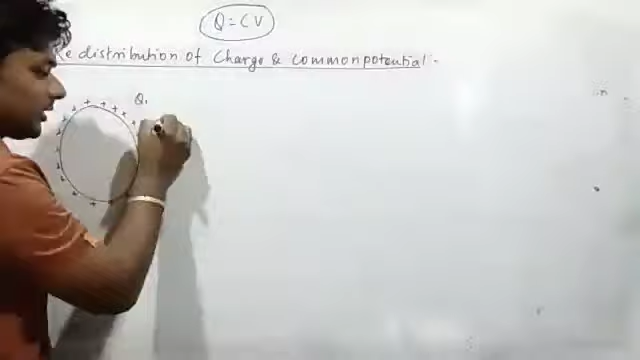 Q = CV
Redistribution of Charge & common potential :-
Q₁
+ + + + + + + + + + + + + +